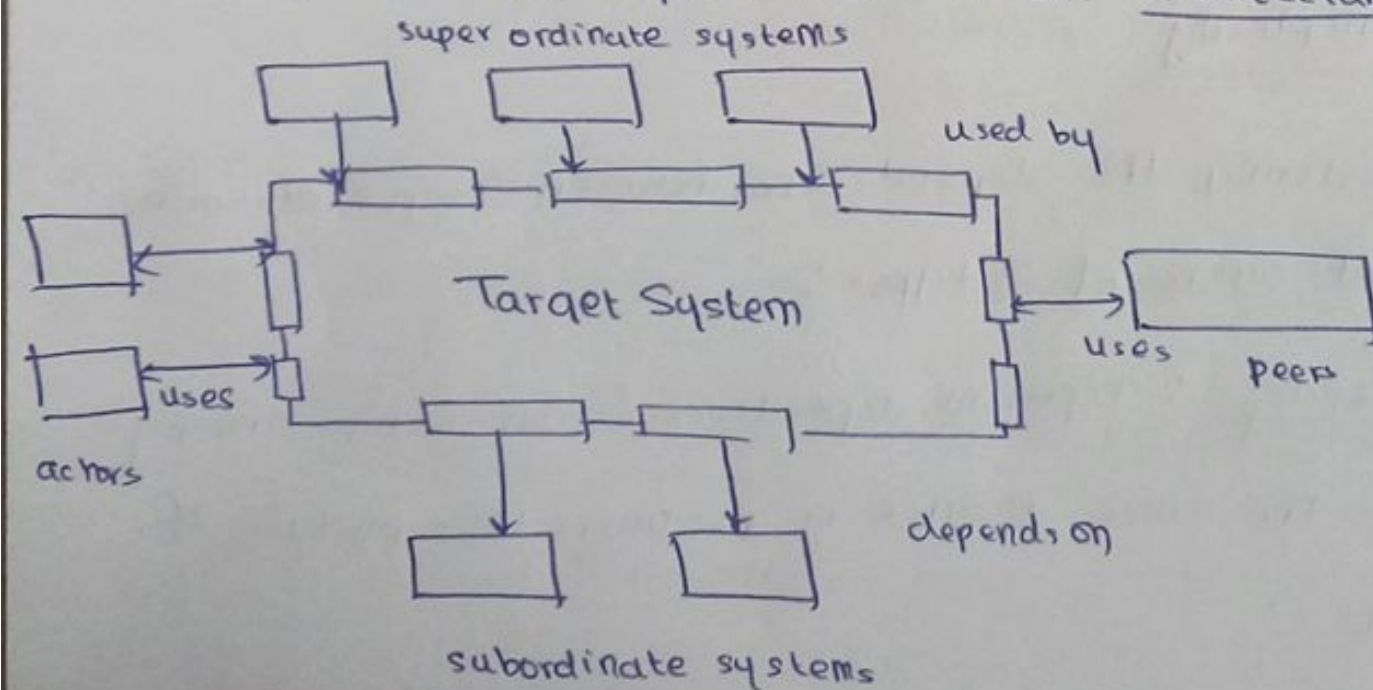 super ordinate systems
used by
Target System
uses
peers
uses
actors
depends on
subordinate systems